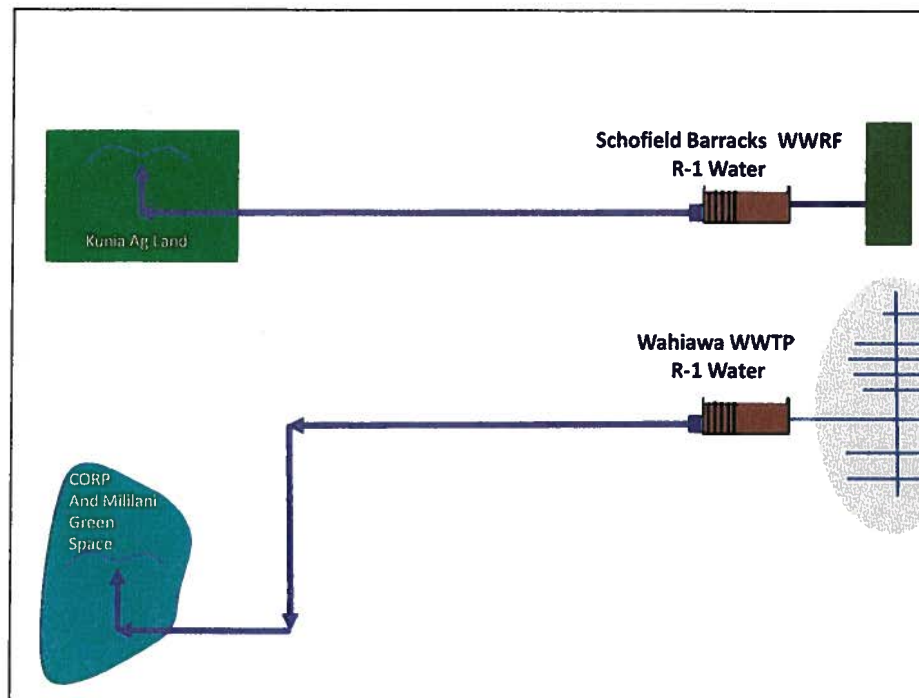 Schofield Barracks WWRF
R-1 Water
Kunia Ag Land
Wahiawa WWTP
R-1 Water
CORP
And Mililani
Green
Space